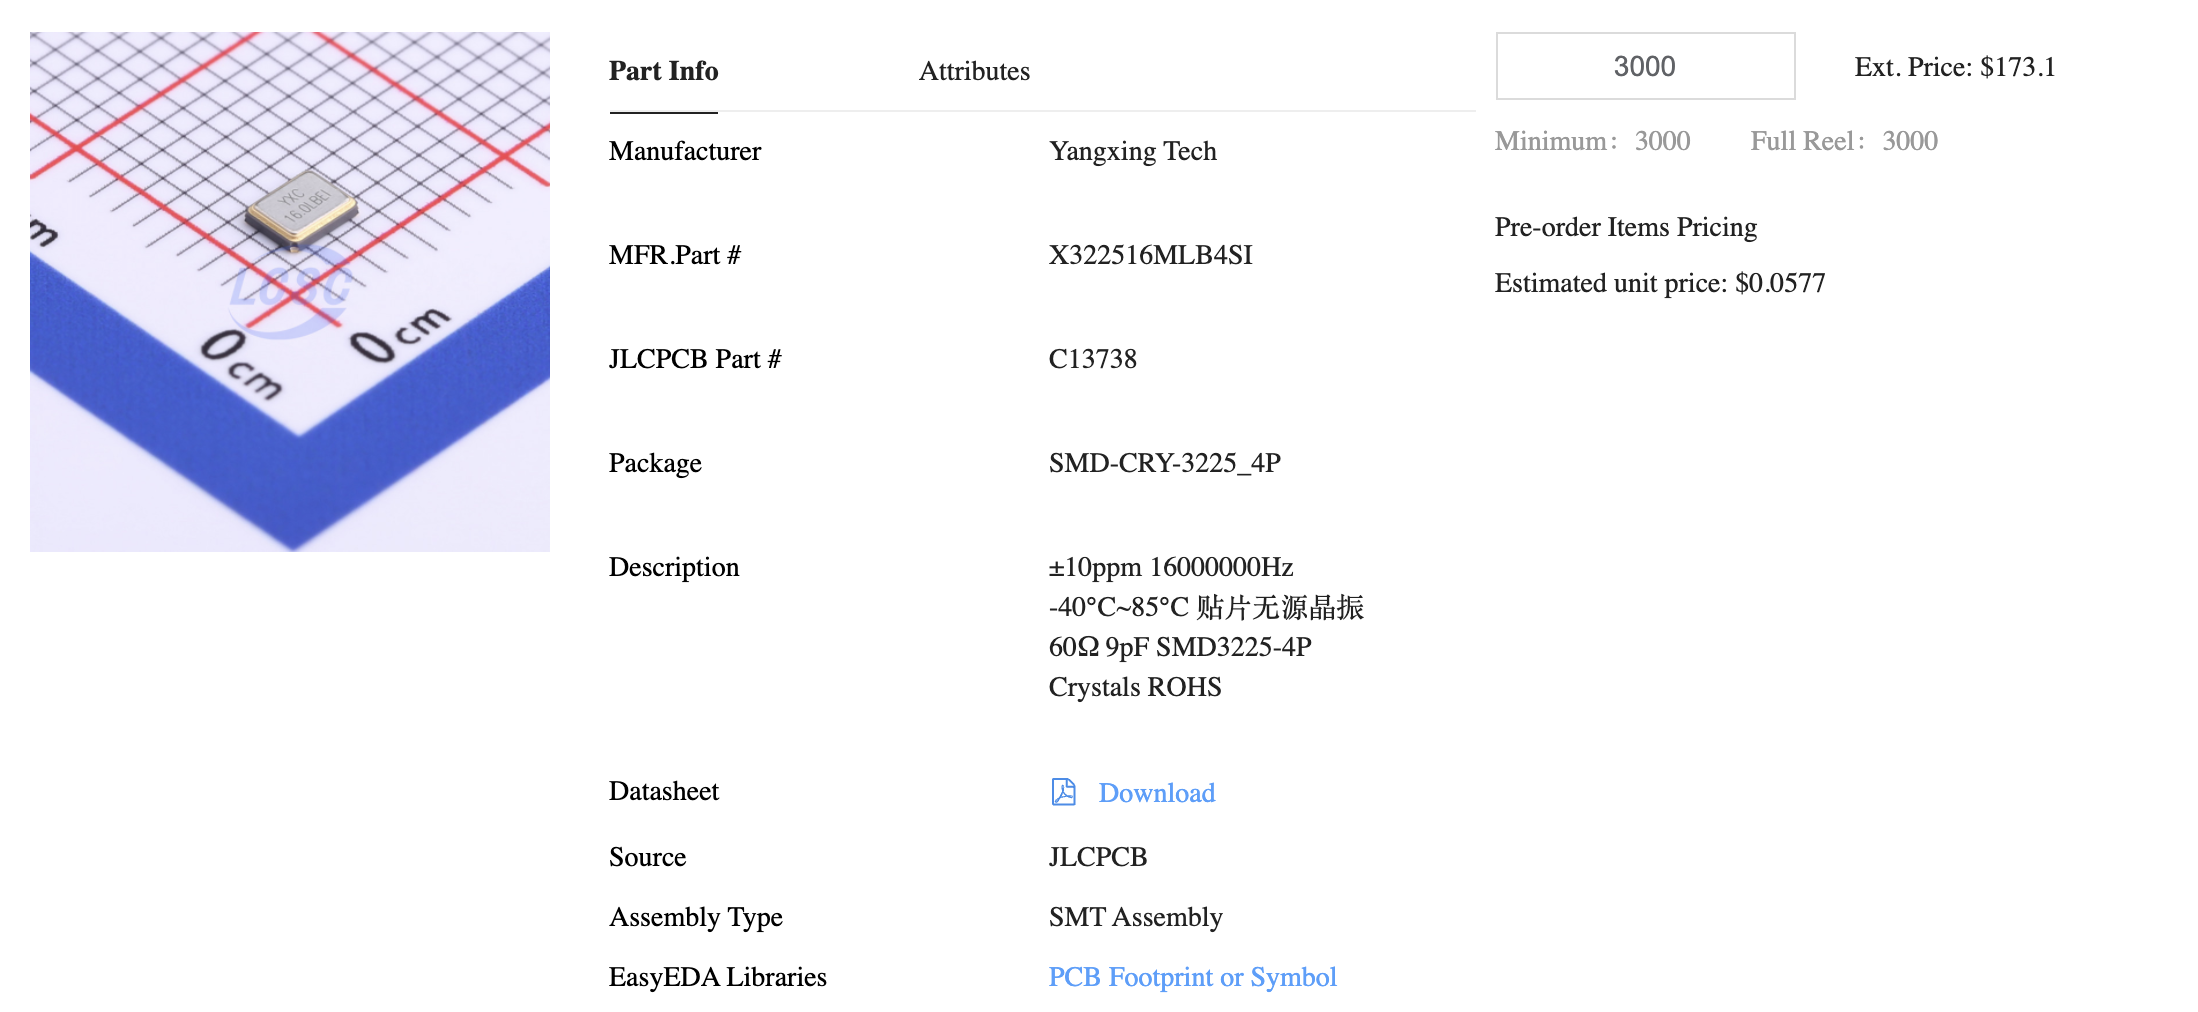 YXC
16.0LBEI
LCSC
0cm
0cm
Part Info
Attributes
Manufacturer
Yangxing Tech
MFR.Part #
X322516MLB4SI
JLCPCB Part #
C13738
Package
SMD-CRY-3225_4P
Description
±10ppm 16000000Hz
-40°C~85°C 贴片无源晶振
60Ω 9pF SMD3225-4P
Crystals ROHS
Datasheet
Download
Source
JLCPCB
Assembly Type
SMT Assembly
EasyEDA Libraries
PCB Footprint or Symbol
3000
Ext. Price: $173.1
Minimum: 3000
Full Reel: 3000
Pre-order Items Pricing
Estimated unit price: $0.0577